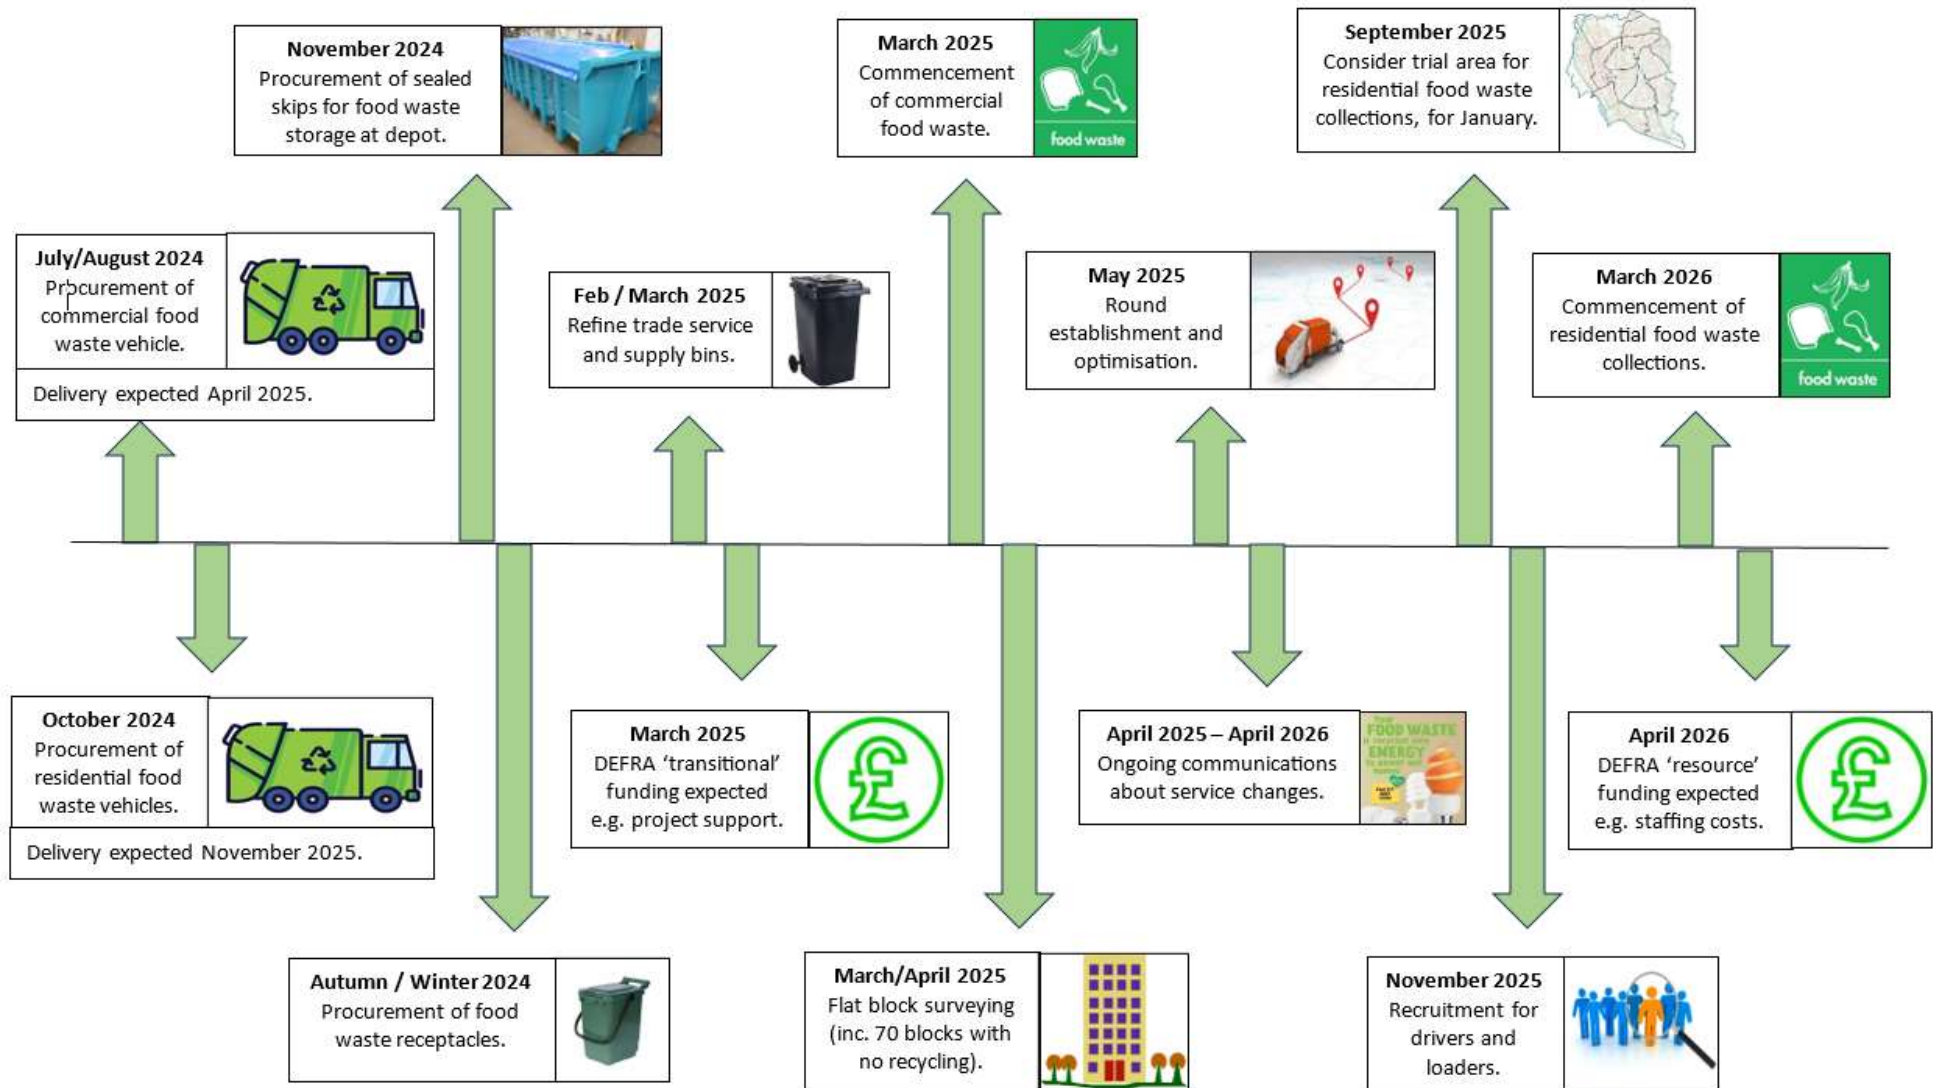 November 2024
Procurement of sealed
skips for food waste
storage at depot.
March 2025
Commencement
of commercial
food waste.
food waste
September 2025
Consider trial area for
residential food waste
collections, for January.
July/August 2024
Procurement of
commercial food
waste vehicle.
Delivery expected April 2025.
Feb / March 2025
Refine trade service
and supply bins.
May 2025
Round
establishment and
optimisation.
March 2026
Commencement of
residential food waste
collections.
food waste
October 2024
Procurement of
residential food
waste vehicles.
Delivery expected November 2025.
March 2025
DEFRA ‘transitional’
funding expected
e.g. project support.
£
April 2025 – April 2026
Ongoing communications
about service changes.
FOOD WASTE
ENERGY
April 2026
DEFRA ‘resource’
funding expected
e.g. staffing costs.
£
Autumn / Winter 2024
Procurement of food
waste receptacles.
March/April 2025
Flat block surveying
(inc. 70 blocks with
no recycling).
November 2025
Recruitment for
drivers and
loaders.